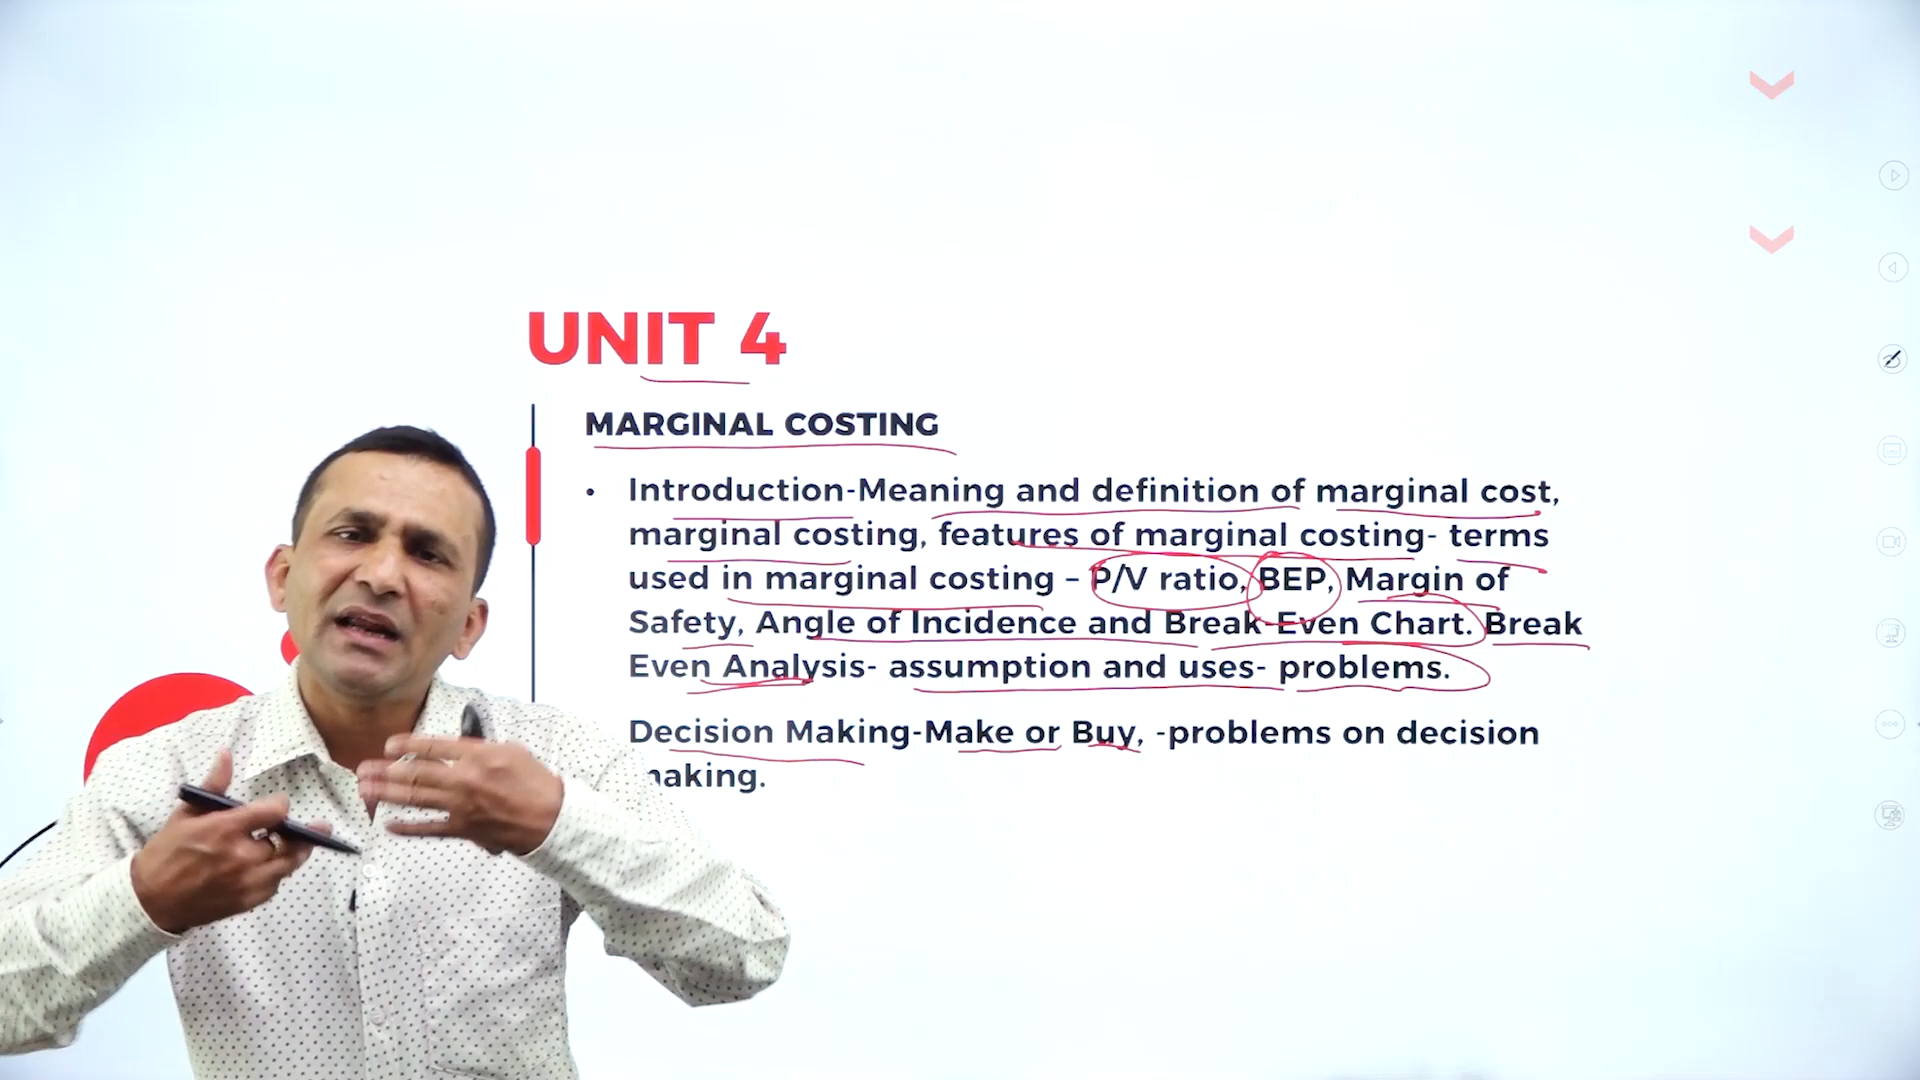 UNIT 4
MARGINAL COSTING
• Introduction-Meaning and definition of marginal cost,
marginal costing, features of marginal costing- terms
used in marginal costing – P/V ratio, BEP, Margin of
Safety, Angle of Incidence and Break-Even Chart. Break
Even Analysis- assumption and uses- problems.
Decision Making-Make or Buy, -problems on decision
making.